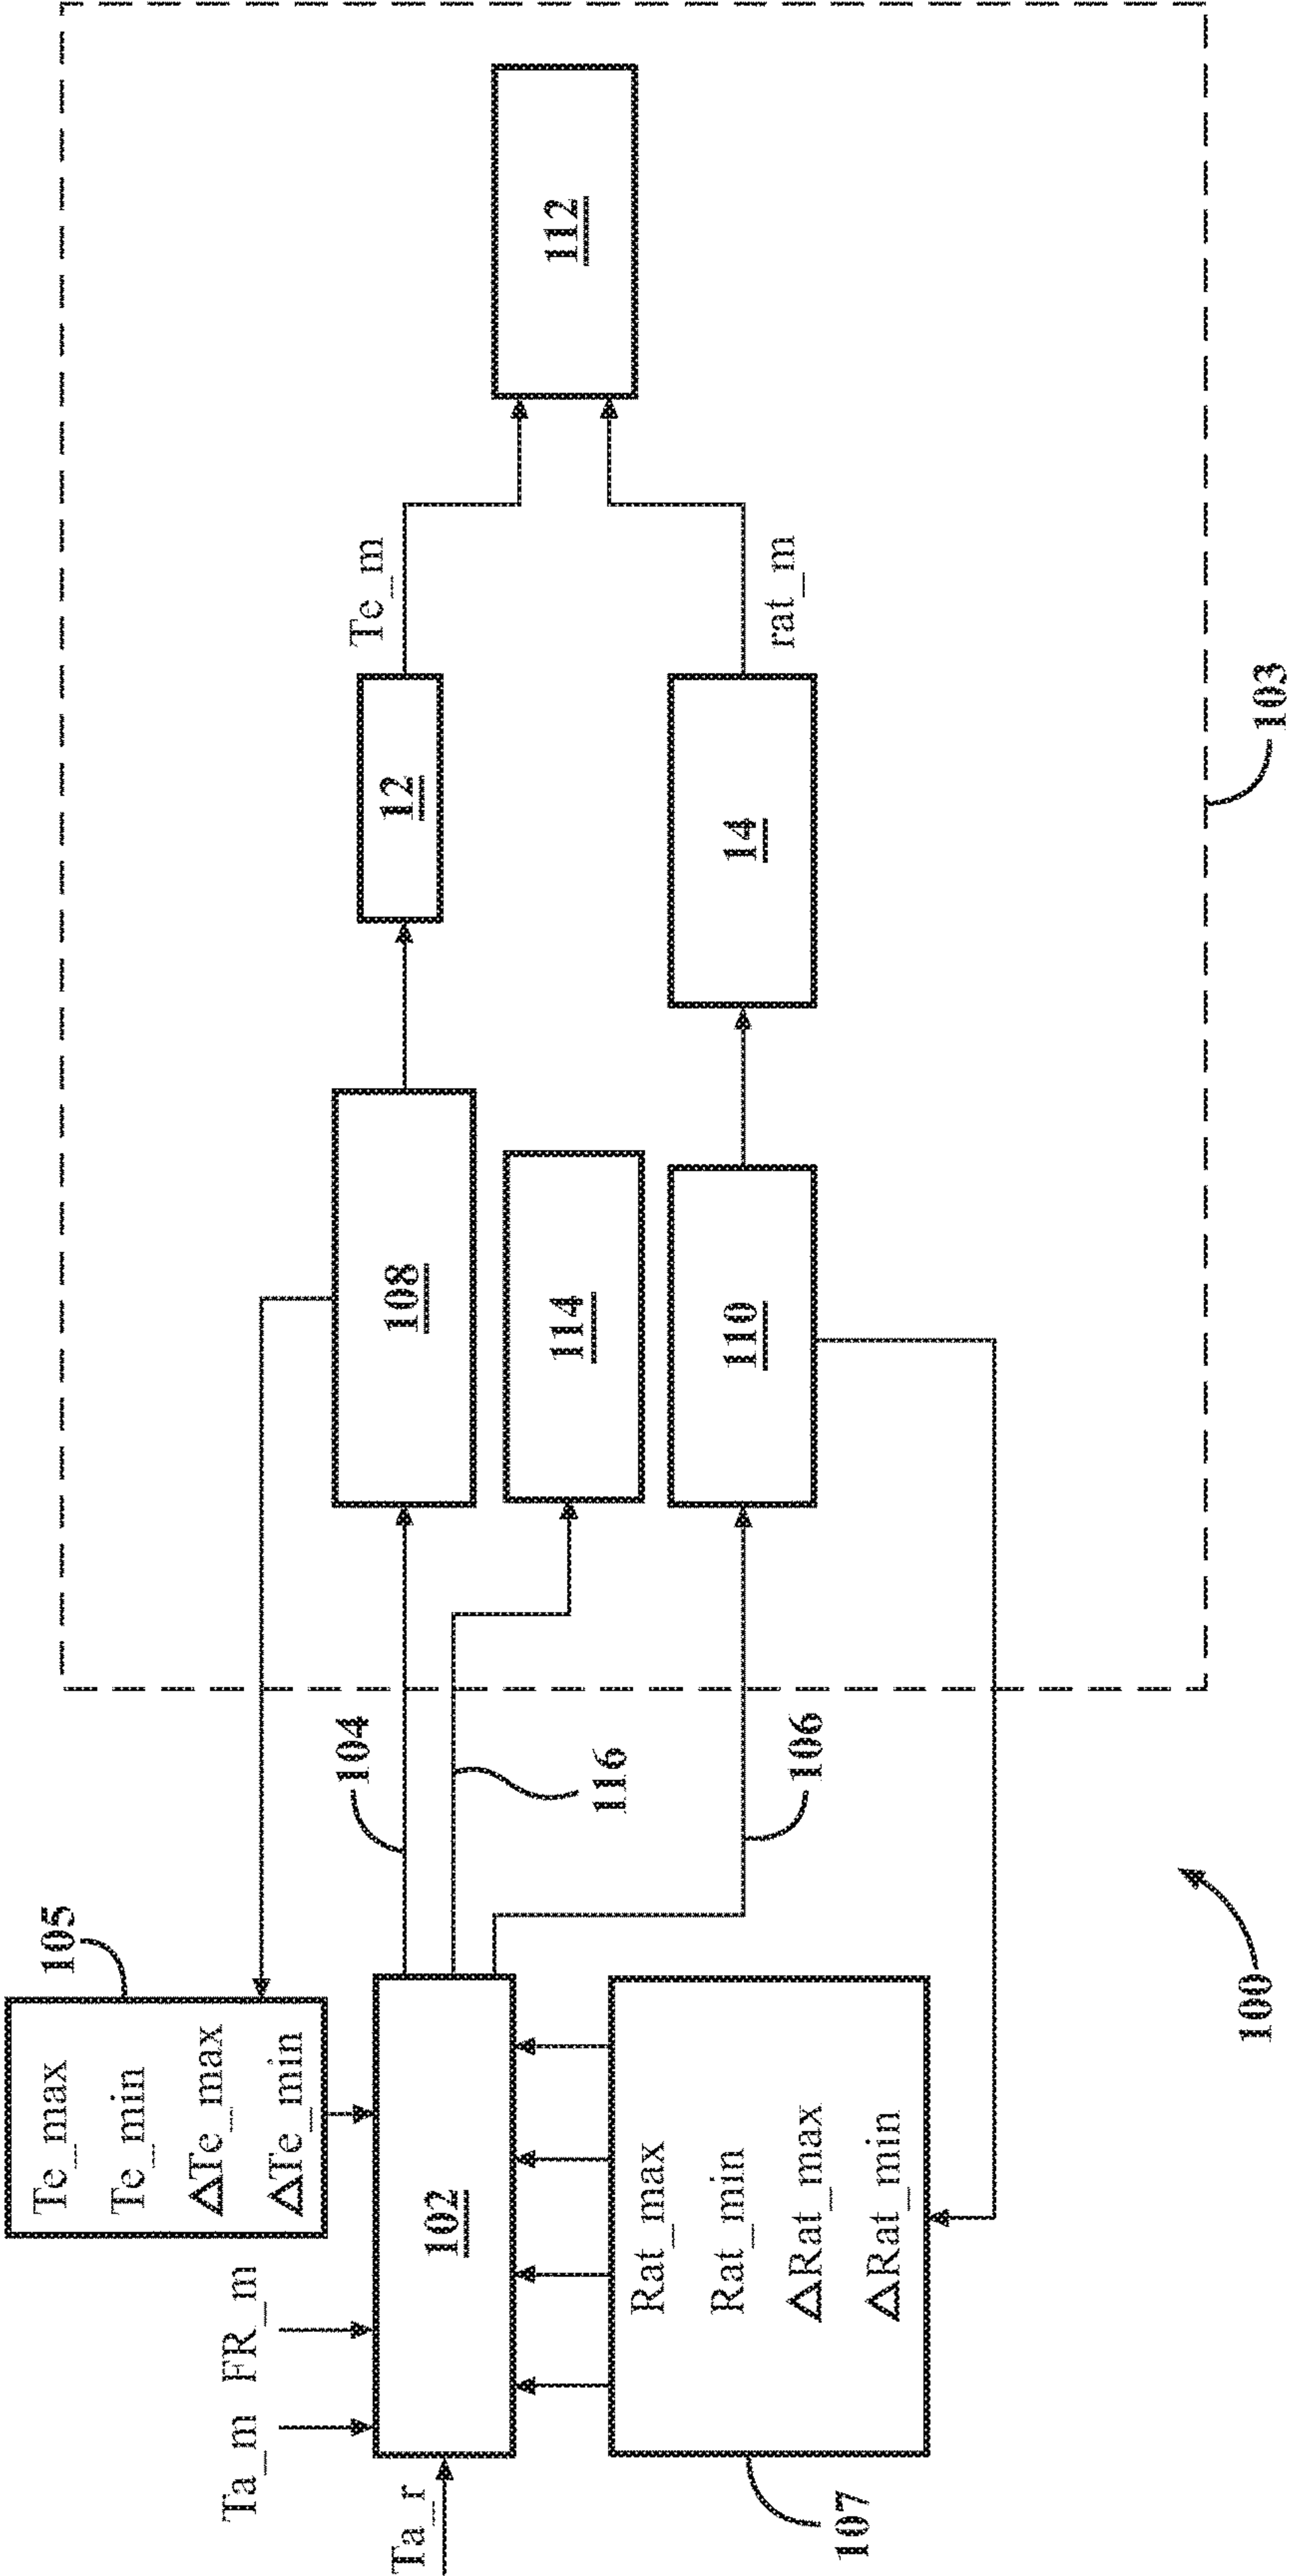 105
Te_max
Te_min
ΔTe_max
ΔTe_min
Ta_m
FR_m
Ta_r
102
104
116
106
Rat_max
Rat_min
ΔRat_max
ΔRat_min
107
108
114
110
12
14
Te_m
rat_m
112
103
100